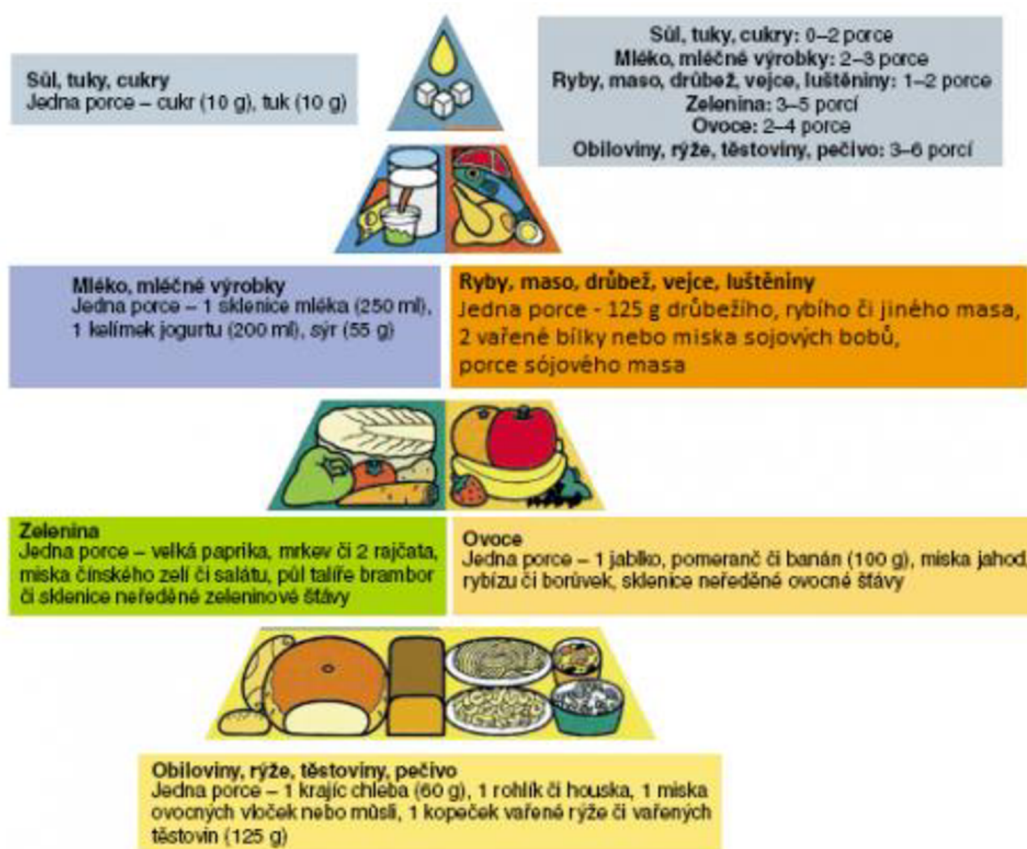 Sůl, tuky, cukry
Jedna porce – cukr (10 g), tuk (10 g)
Sůl, tuky, cukry: 0–2 porce
Mléko, mléčné výrobky: 2–3 porce
Ryby, maso, drůbež, vejce, luštěniny: 1–2 porce
Zelenina: 3–5 porcí
Ovoce: 2–4 porce
Obiloviny, rýže, těstoviny, pečivo: 3–6 porcí
Mléko, mléčné výrobky
Jedna porce – 1 sklenice mléka (250 ml),
1 kelímek jogurtu (200 ml), sýr (55 g)
Ryby, maso, drůbež, vejce, luštěniny
Jedna porce - 125 g drůbežího, rybího či jiného masa,
2 vařené bílky nebo miska sojových bobů,
porce sójového masa
Zelenina
Jedna porce – velká paprika, mrkev či 2 rajčata,
miska čínského zelí či salátu, půl talíře brambor
či sklenice neředěné zeleninové šťávy
Ovoce
Jedna porce – 1 jablko, pomeranč či banán (100 g), miska jahod,
rybízu či borůvek, sklenice neředěné ovocné šťávy
Obiloviny, rýže, těstoviny, pečivo
Jedna porce – 1 krajíc chleba (60 g), 1 rohlík či houska, 1 miska
ovocných vloček nebo müsli, 1 kopeček vařené rýže či vařených
těstovin (125 g)